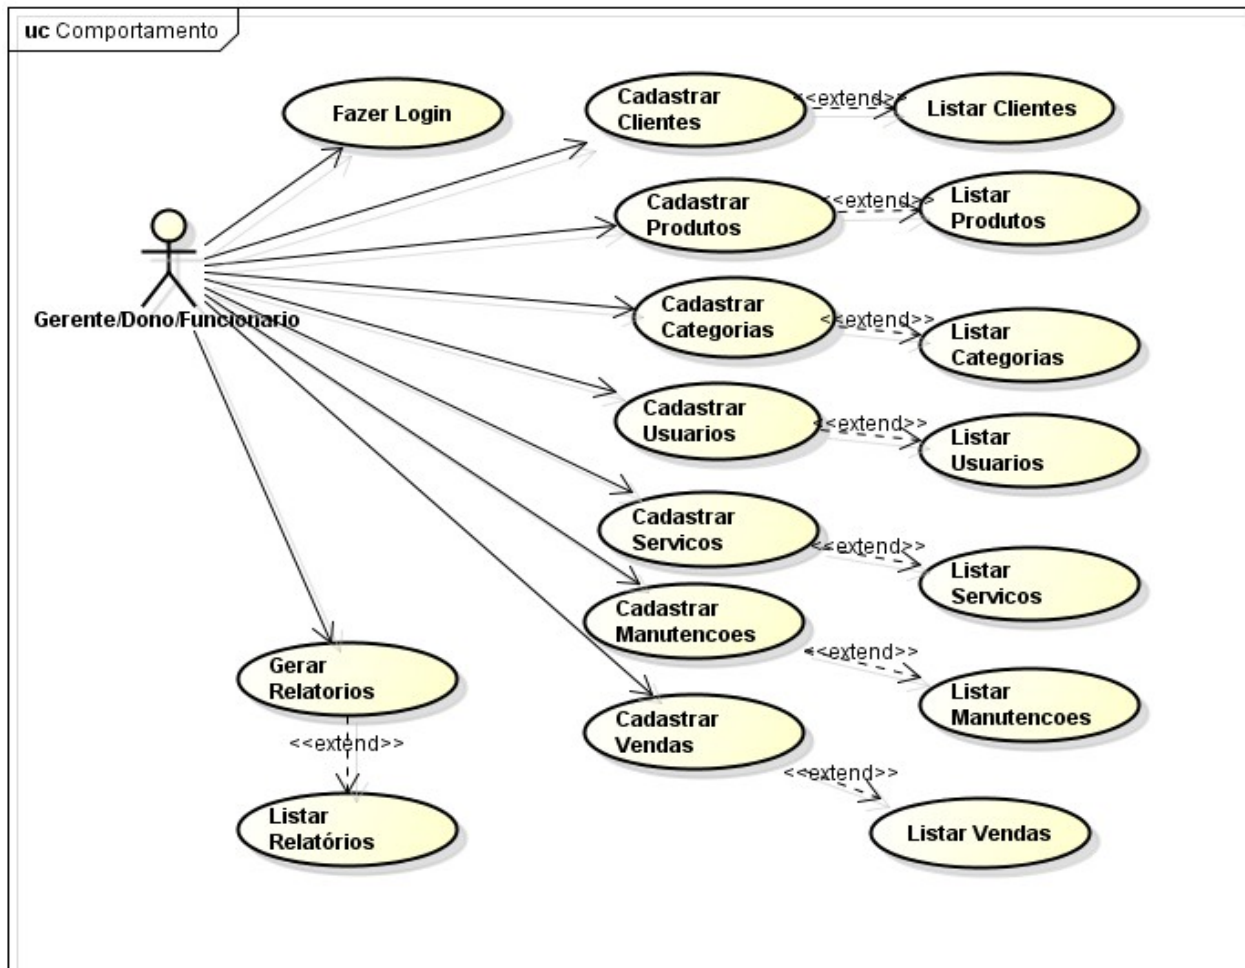 uc Comportamento
Fazer Login
Cadastrar
Clientes
<<extend>>
Listar Clientes
Cadastrar
Produtos
<<extend>>
Listar
Produtos
Gerente/Dono/Funcionario
Cadastrar
Categorias
<<extend>>
Listar
Categorias
Cadastrar
Usuarios
<<extend>>
Listar
Usuarios
Cadastrar
Servicos
<<extend>>
Listar
Servicos
Cadastrar
Manutencoes
<<extend>>
Listar
Manutencoes
Gerar
Relatorios
<<extend>>
Listar
Relatórios
Cadastrar
Vendas
<<extend>>
Listar Vendas